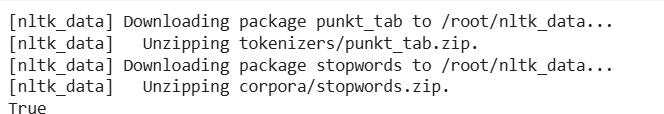 [nltk_data] Downloading package punkt_tab to /root/nltk_data...
[nltk_data]   Unzipping tokenizers/punkt_tab.zip.
[nltk_data] Downloading package stopwords to /root/nltk_data...
[nltk_data]   Unzipping corpora/stopwords.zip.
True